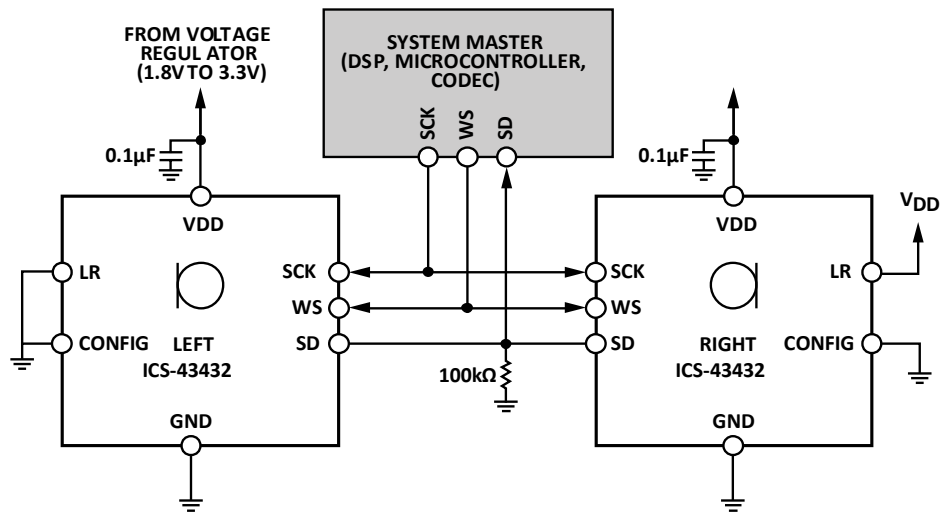 FROM VOLTAGE
REGUL ATOR
(1.8V TO 3.3V)
SYSTEM MASTER
(DSP, MICROCONTROLLER,
CODEC)
SCK
WS
SD
0.1µF
0.1µF
VDD
VDD
VDD
LR
SCK
SCK
LR
WS
WS
CONFIG
LEFT
SD
SD
RIGHT
CONFIG
ICS-43432
100kΩ
ICS-43432
GND
GND